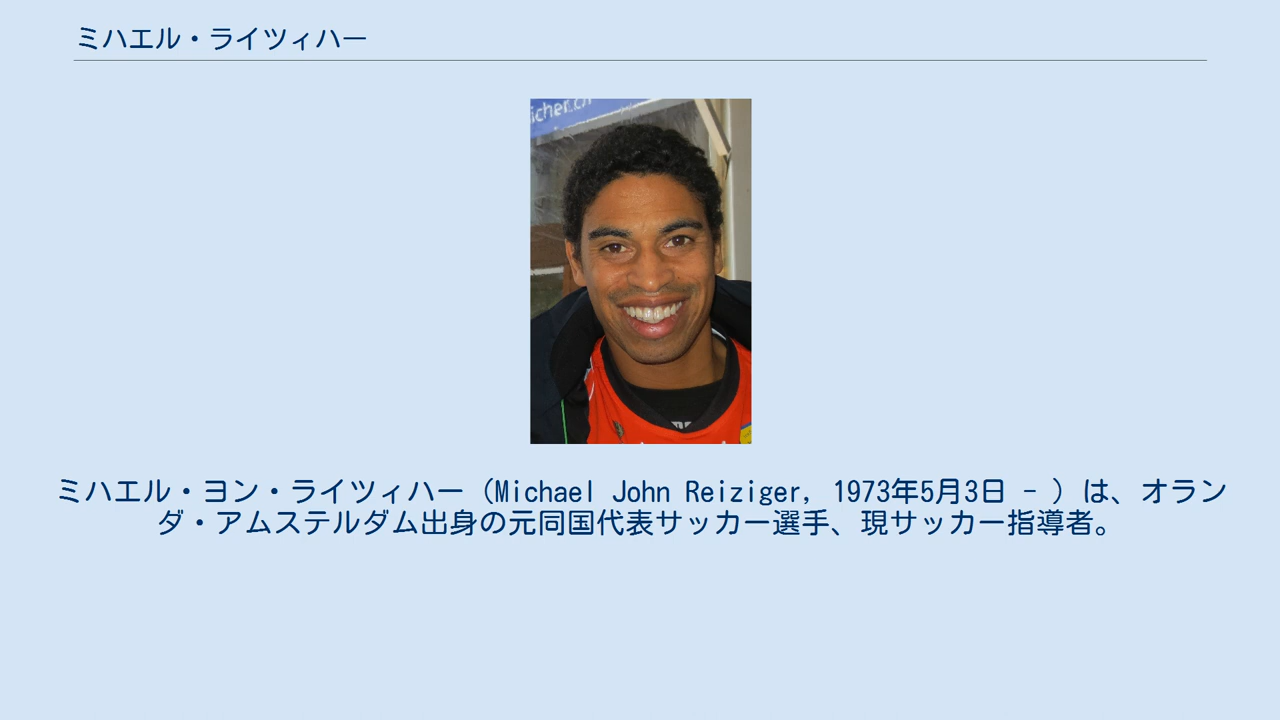 ミハエル・ライツィハー
icher.ch
ミハエル・ヨン・ライツィハー（Michael John Reiziger, 1973年5月3日 - ）は、オラン
ダ・アムステルダム出身の元同国代表サッカー選手、現サッカー指導者。